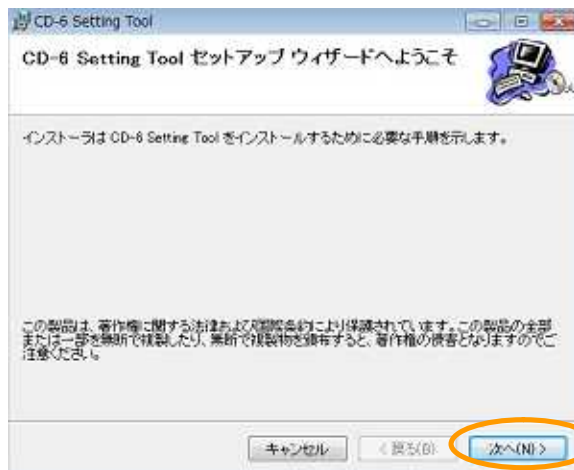 CD-6 Setting Tool
CD-6 Setting Tool セットアップ ウィザードへようこそ
インストーラは CD-6 Setting Tool をインストールするために必要な手順を示します。
この製品は、著作権に関する法律および国際条約により保護されています。この製品の全部
または一部を無断で複製したり、無断で複製物を頒布すると、著作権の侵害となりますのでご
注意ください。
キャンセル
< 戻る(B)
次へ(N) >